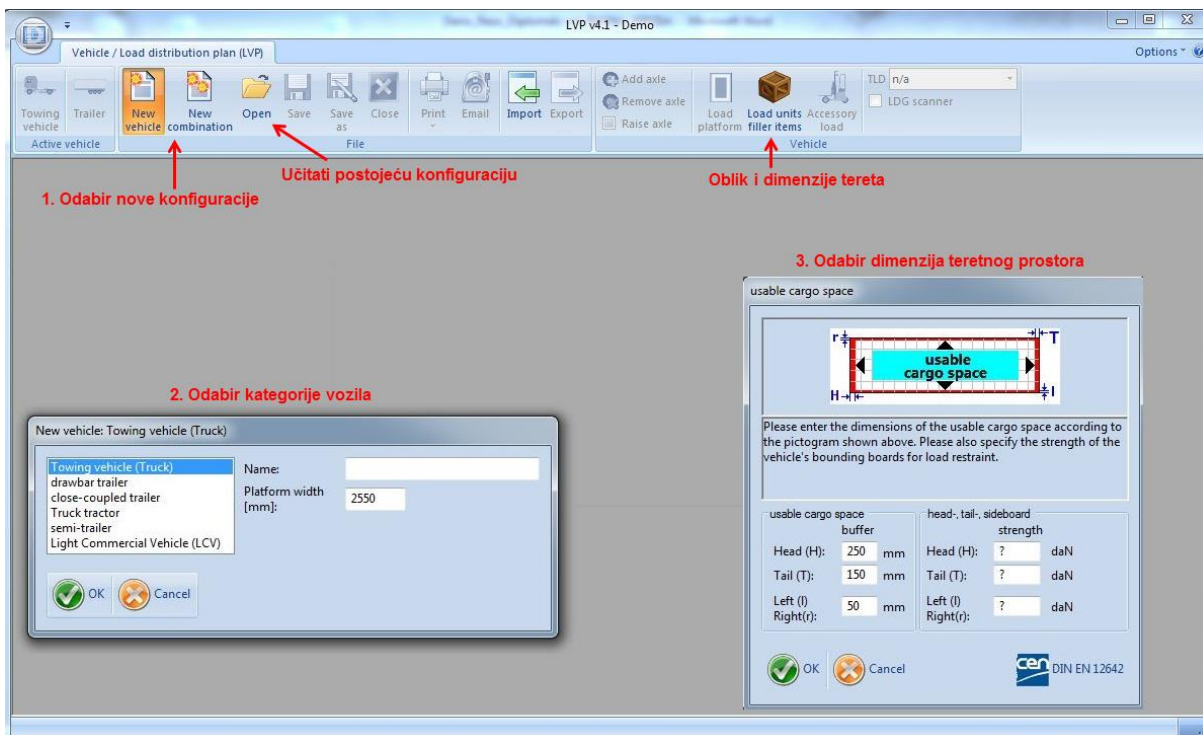 LVP v4.1 - Demo
Vehicle / Load distribution plan (LVP)
Options
Towing vehicle
Trailer
Active vehicle
New vehicle
New combination
Open
Save
Save as
Close
Print
Email
Import
Export
File
Add axle
Remove axle
Raise axle
Load platform
Load units filler items
Accessory load
TLD n/a
LDG scanner
Vehicle
Učitati postojeću konfiguraciju
Oblik i dimenzije tereta
1. Odabir nove konfiguracije
3. Odabir dimenzija teretnog prostora
usable cargo space
r
T
usable
cargo space
H
l
Please enter the dimensions of the usable cargo space according to
the pictogram shown above. Please also specify the strength of the
vehicle's bounding boards for load restraint.
usable cargo space
buffer
Head (H): 250 mm
Tail (T): 150 mm
Left (l)
Right(r): 50 mm
head-, tail-, sideboard
strength
Head (H): ? daN
Tail (T): ? daN
Left (l)
Right(r): ? daN
OK
Cancel
cen DIN EN 12642
2. Odabir kategorije vozila
New vehicle: Towing vehicle (Truck)
Towing vehicle (Truck)
drawbar trailer
close-coupled trailer
Truck tractor
semi-trailer
Light Commercial Vehicle (LCV)
Name:
Platform width
[mm]: 2550
OK
Cancel